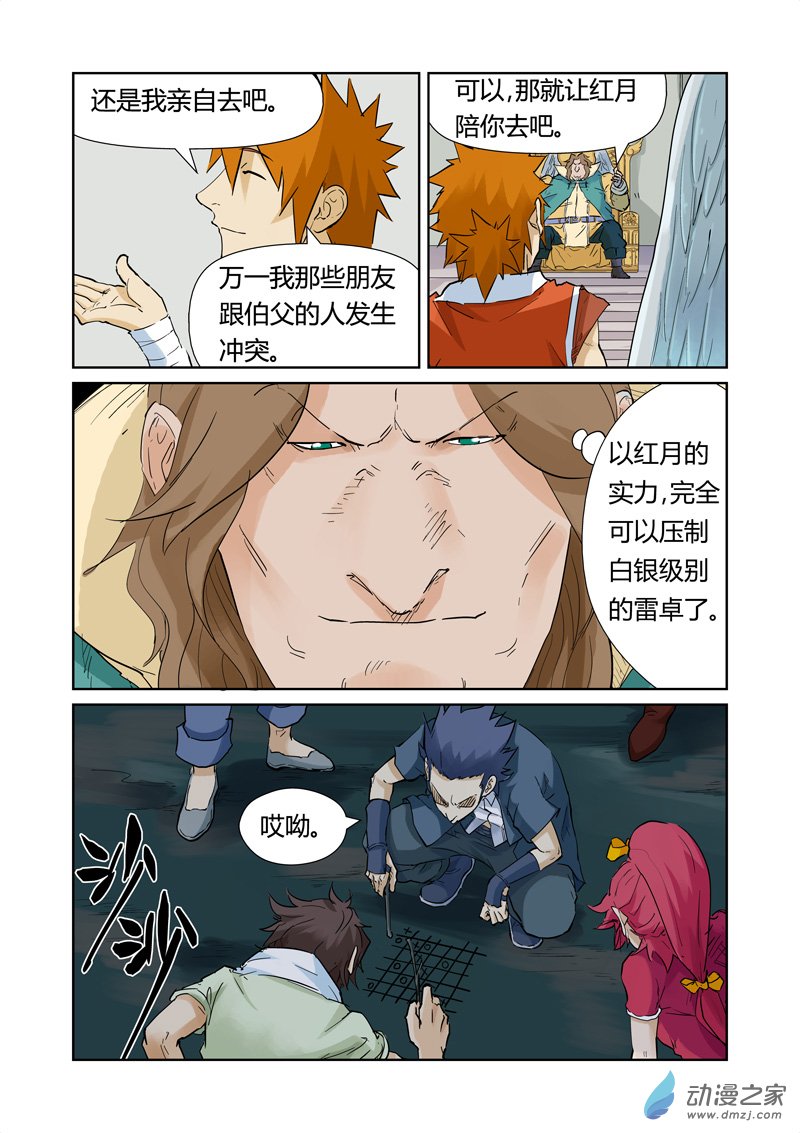 还是我亲自去吧。
万一我那些朋友
跟伯父的人发生
冲突。
可以，那就让红月
陪你去吧。
以红月的
实力，完全
可以压制
白银级别
的雷卓了。
哎呦。
沙沙
动漫之家
www.dmzj.com